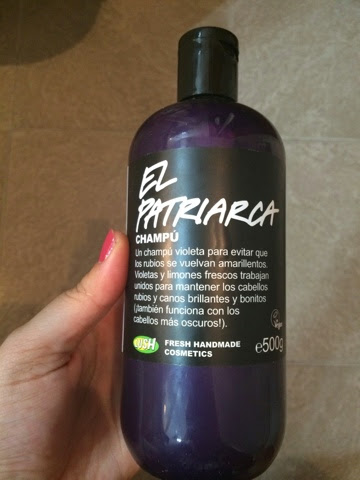 EL
PATRIARCA
CHAMPÚ
Un champú violeta para evitar que
los rubios se vuelvan amarillentos.
Violetas y limones frescos trabajan
unidos para mantener los cabellos
rubios y canos brillantes y bonitos
(¡también funciona con los
cabellos más oscuros!).
LUSH
FRESH HANDMADE
COSMETICS
℮500g